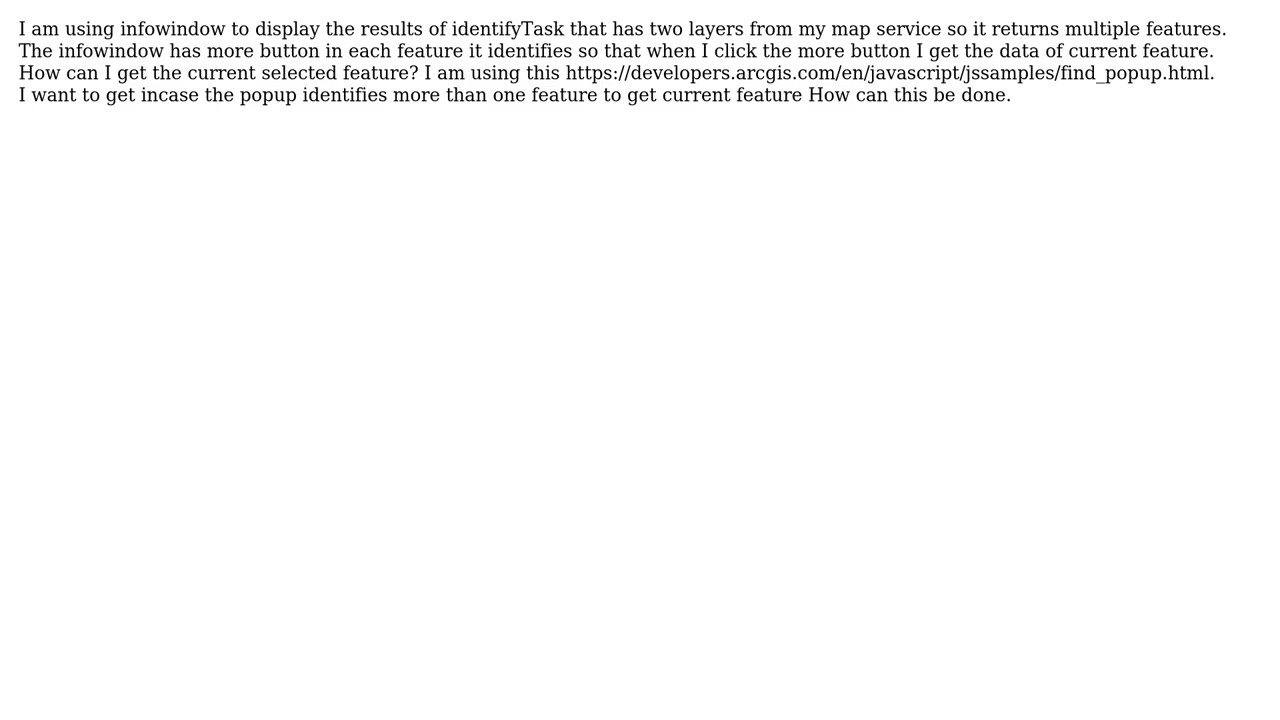 I am using infowindow to display the results of identifyTask that has two layers from my map service so it returns multiple features.
The infowindow has more button in each feature it identifies so that when I click the more button I get the data of current feature.
How can I get the current selected feature? I am using this https://developers.arcgis.com/en/javascript/jssamples/find_popup.html.
I want to get incase the popup identifies more than one feature to get current feature How can this be done.